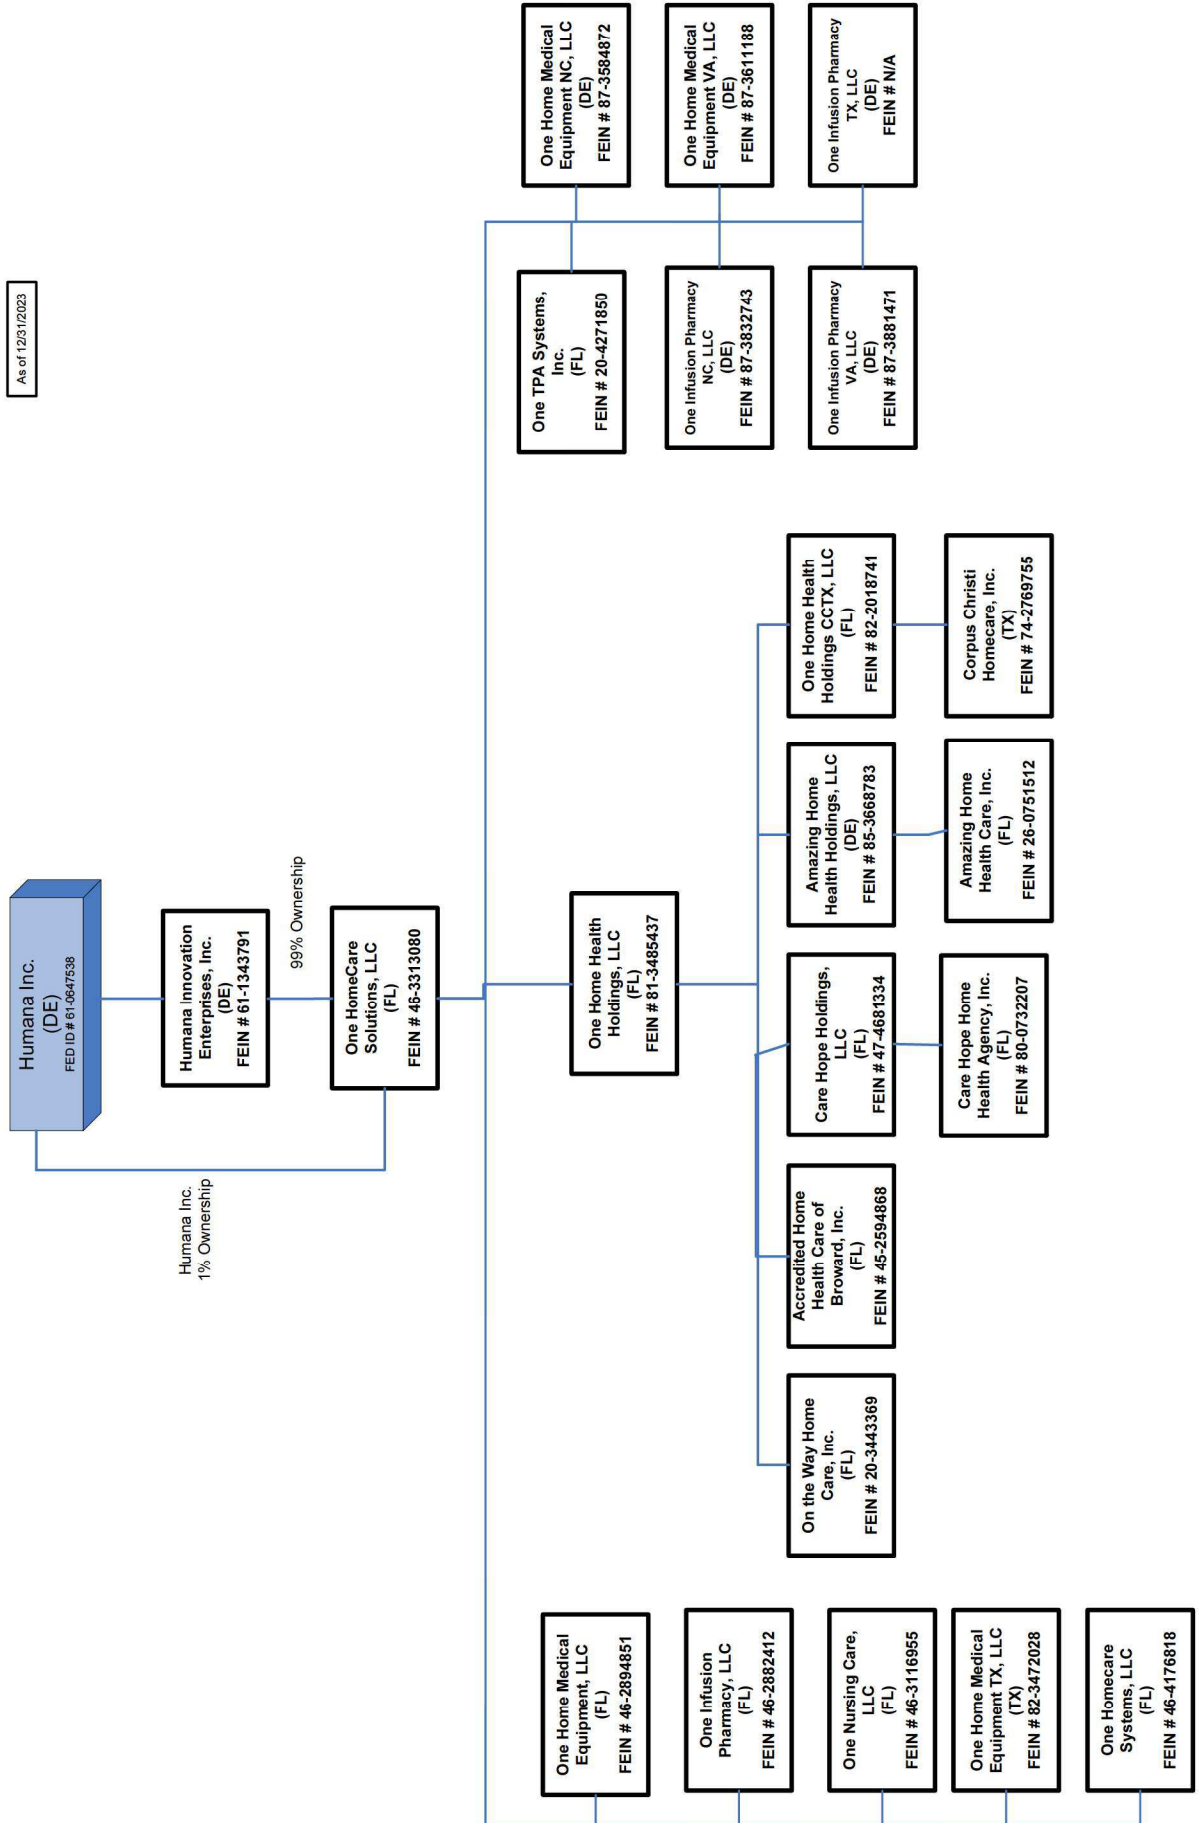 As of 12/31/2023
Humana Inc.
(DE)
FED ID # 61-0647538
Humana Inc.
1% Ownership
Humana Innovation
Enterprises, Inc.
(DE)
FEIN # 61-1343791
99% Ownership
One HomeCare
Solutions, LLC
(FL)
FEIN # 46-3313080
One Home Medical
Equipment, LLC
(FL)
FEIN # 46-2894851
One Infusion
Pharmacy, LLC
(FL)
FEIN # 46-2882412
One Nursing Care,
LLC
(FL)
FEIN # 46-3116955
One Home Medical
Equipment TX, LLC
(TX)
FEIN # 82-3472028
One Homecare
Systems, LLC
(FL)
FEIN # 46-4176818
One Home Health
Holdings, LLC
(FL)
FEIN # 81-3485437
On the Way Home
Care, Inc.
(FL)
FEIN # 20-3443369
Accredited Home
Health Care of
Broward, Inc.
(FL)
FEIN # 45-2594868
Care Hope Holdings,
LLC
(FL)
FEIN # 47-4681334
Care Hope Home
Health Agency, Inc.
(FL)
FEIN # 80-0732207
Amazing Home
Health Holdings, LLC
(DE)
FEIN # 85-3668783
Amazing Home
Health Care, Inc.
(FL)
FEIN # 26-0751512
One Home Health
Holdings CCTX, LLC
(FL)
FEIN # 82-2018741
Corpus Christi
Homecare, Inc.
(TX)
FEIN # 74-2769755
One TPA Systems,
Inc.
(FL)
FEIN # 20-4271850
One Home Medical
Equipment NC, LLC
(DE)
FEIN # 87-3584872
One Infusion Pharmacy
NC, LLC
(DE)
FEIN # 87-3832743
One Home Medical
Equipment VA, LLC
(DE)
FEIN # 87-3611188
One Infusion Pharmacy
VA, LLC
(DE)
FEIN # 87-3881471
One Infusion Pharmacy
TX, LLC
(DE)
FEIN # N/A